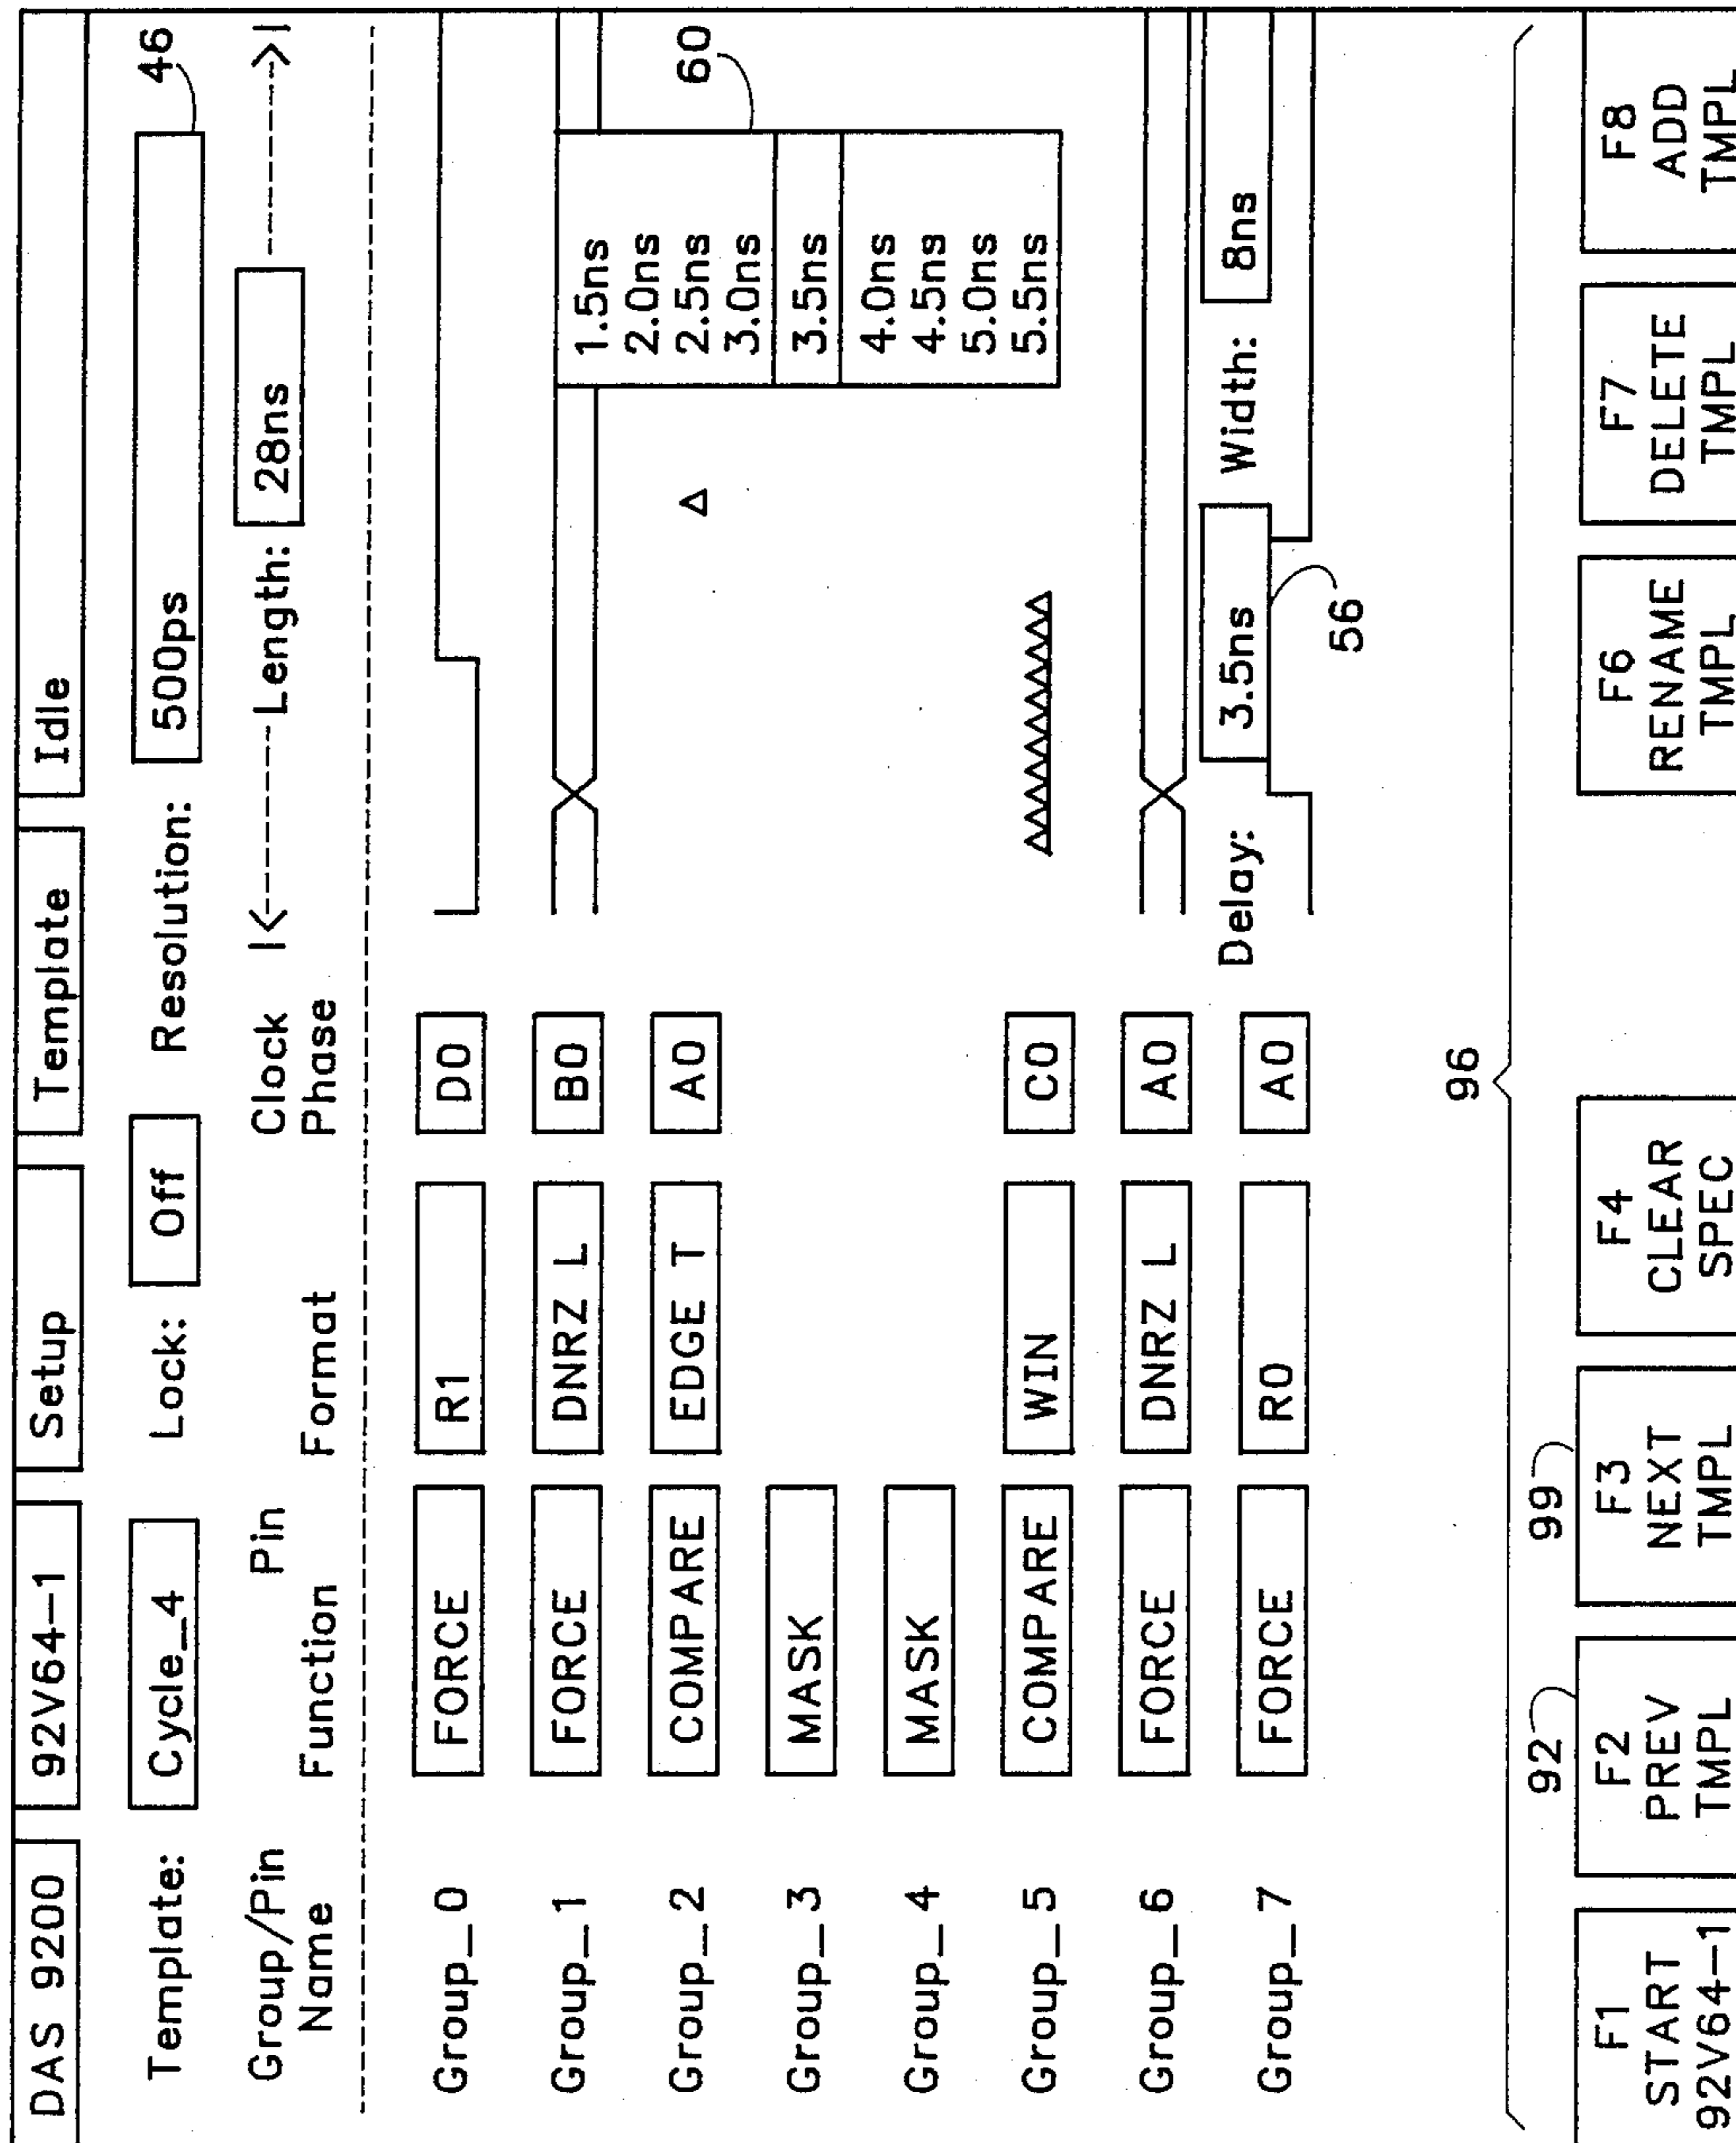 DAS 9200 92V64-1 Setup Template Idle
Template: Cycle_4 Lock: Off Resolution: 500ps 46
Group/Pin Pin Clock |<-------- Length: 28ns -------->|
Name Function Format Phase
Group_0 FORCE R1 D0
Group_1 FORCE DNRZ L B0
1.5ns
2.0ns
Group_2 COMPARE EDGE T A0 2.5ns 60
3.0ns
Group_3 MASK 3.5ns
4.0ns
Group_4 MASK 4.5ns
5.0ns
Group_5 COMPARE WIN C0 5.5ns
Group_6 FORCE DNRZ L A0
Delay: 3.5ns Width: 8ns
Group_7 FORCE R0 A0
56
96
92 99
F1 F2 F3 F4 F6 F7 F8
START PREV NEXT CLEAR RENAME DELETE ADD
92V64-1 TMPL TMPL SPEC TMPL TMPL TMPL